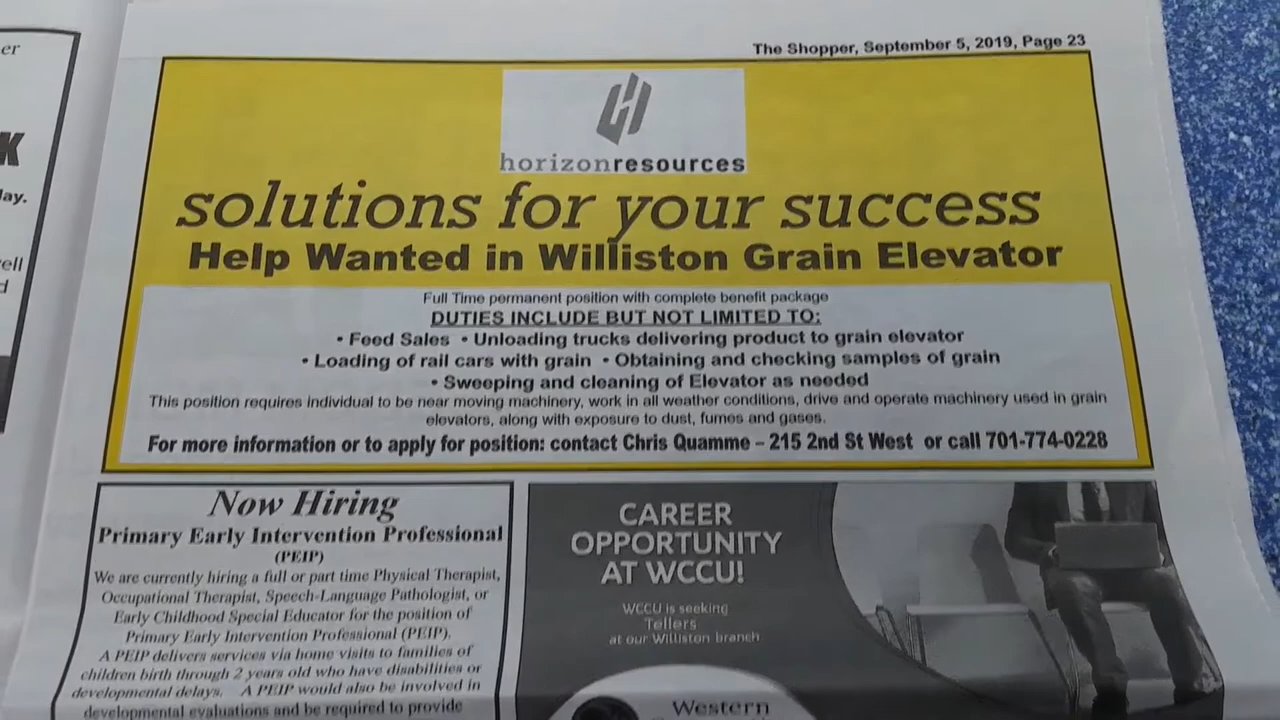 er
K
lay.
ell
d
The Shopper, September 5, 2019, Page 23
horizonresources
solutions for your success
Help Wanted in Williston Grain Elevator
Full Time permanent position with complete benefit package
DUTIES INCLUDE BUT NOT LIMITED TO:
• Feed Sales • Unloading trucks delivering product to grain elevator
• Loading of rail cars with grain • Obtaining and checking samples of grain
• Sweeping and cleaning of Elevator as needed
This position requires individual to be near moving machinery, work in all weather conditions, drive and operate machinery used in grain
elevators, along with exposure to dust, fumes and gases.
For more information or to apply for position: contact Chris Quamme – 215 2nd St West or call 701-774-0228
Now Hiring
Primary Early Intervention Professional
(PEIP)
We are currently hiring a full or part time Physical Therapist,
Occupational Therapist, Speech-Language Pathologist, or
Early Childhood Special Educator for the position of
Primary Early Intervention Professional (PEIP).
A PEIP delivers services via home visits to families of
children birth through 2 years old who have disabilities or
developmental delays. A PEIP would also be involved in
developmental evaluations and be required to provide
CAREER
OPPORTUNITY
AT WCCU!
WCCU is seeking
Tellers
at our Williston branch
Western